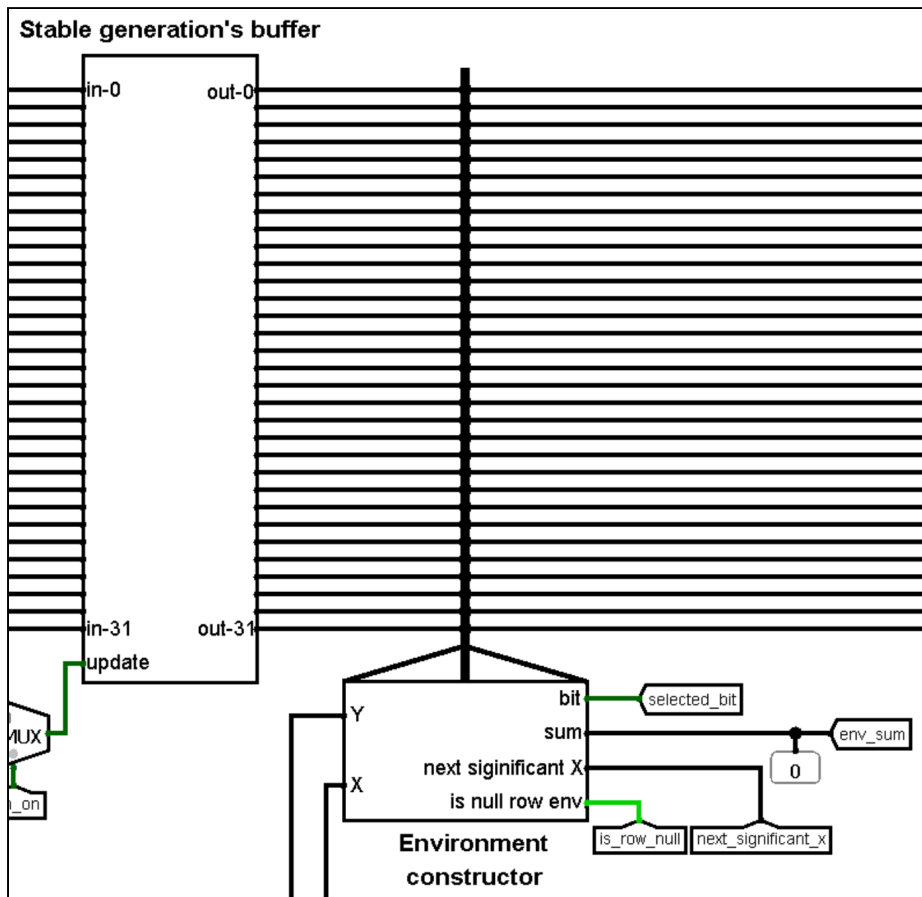 Stable generation's buffer
in-0 out-0
in-31 out-31
update
MUX
n_on
Y
X
bit
sum
next siginificant X
is null row env
selected_bit
env_sum
0
is_row_null
next_significant_x
Environment
constructor